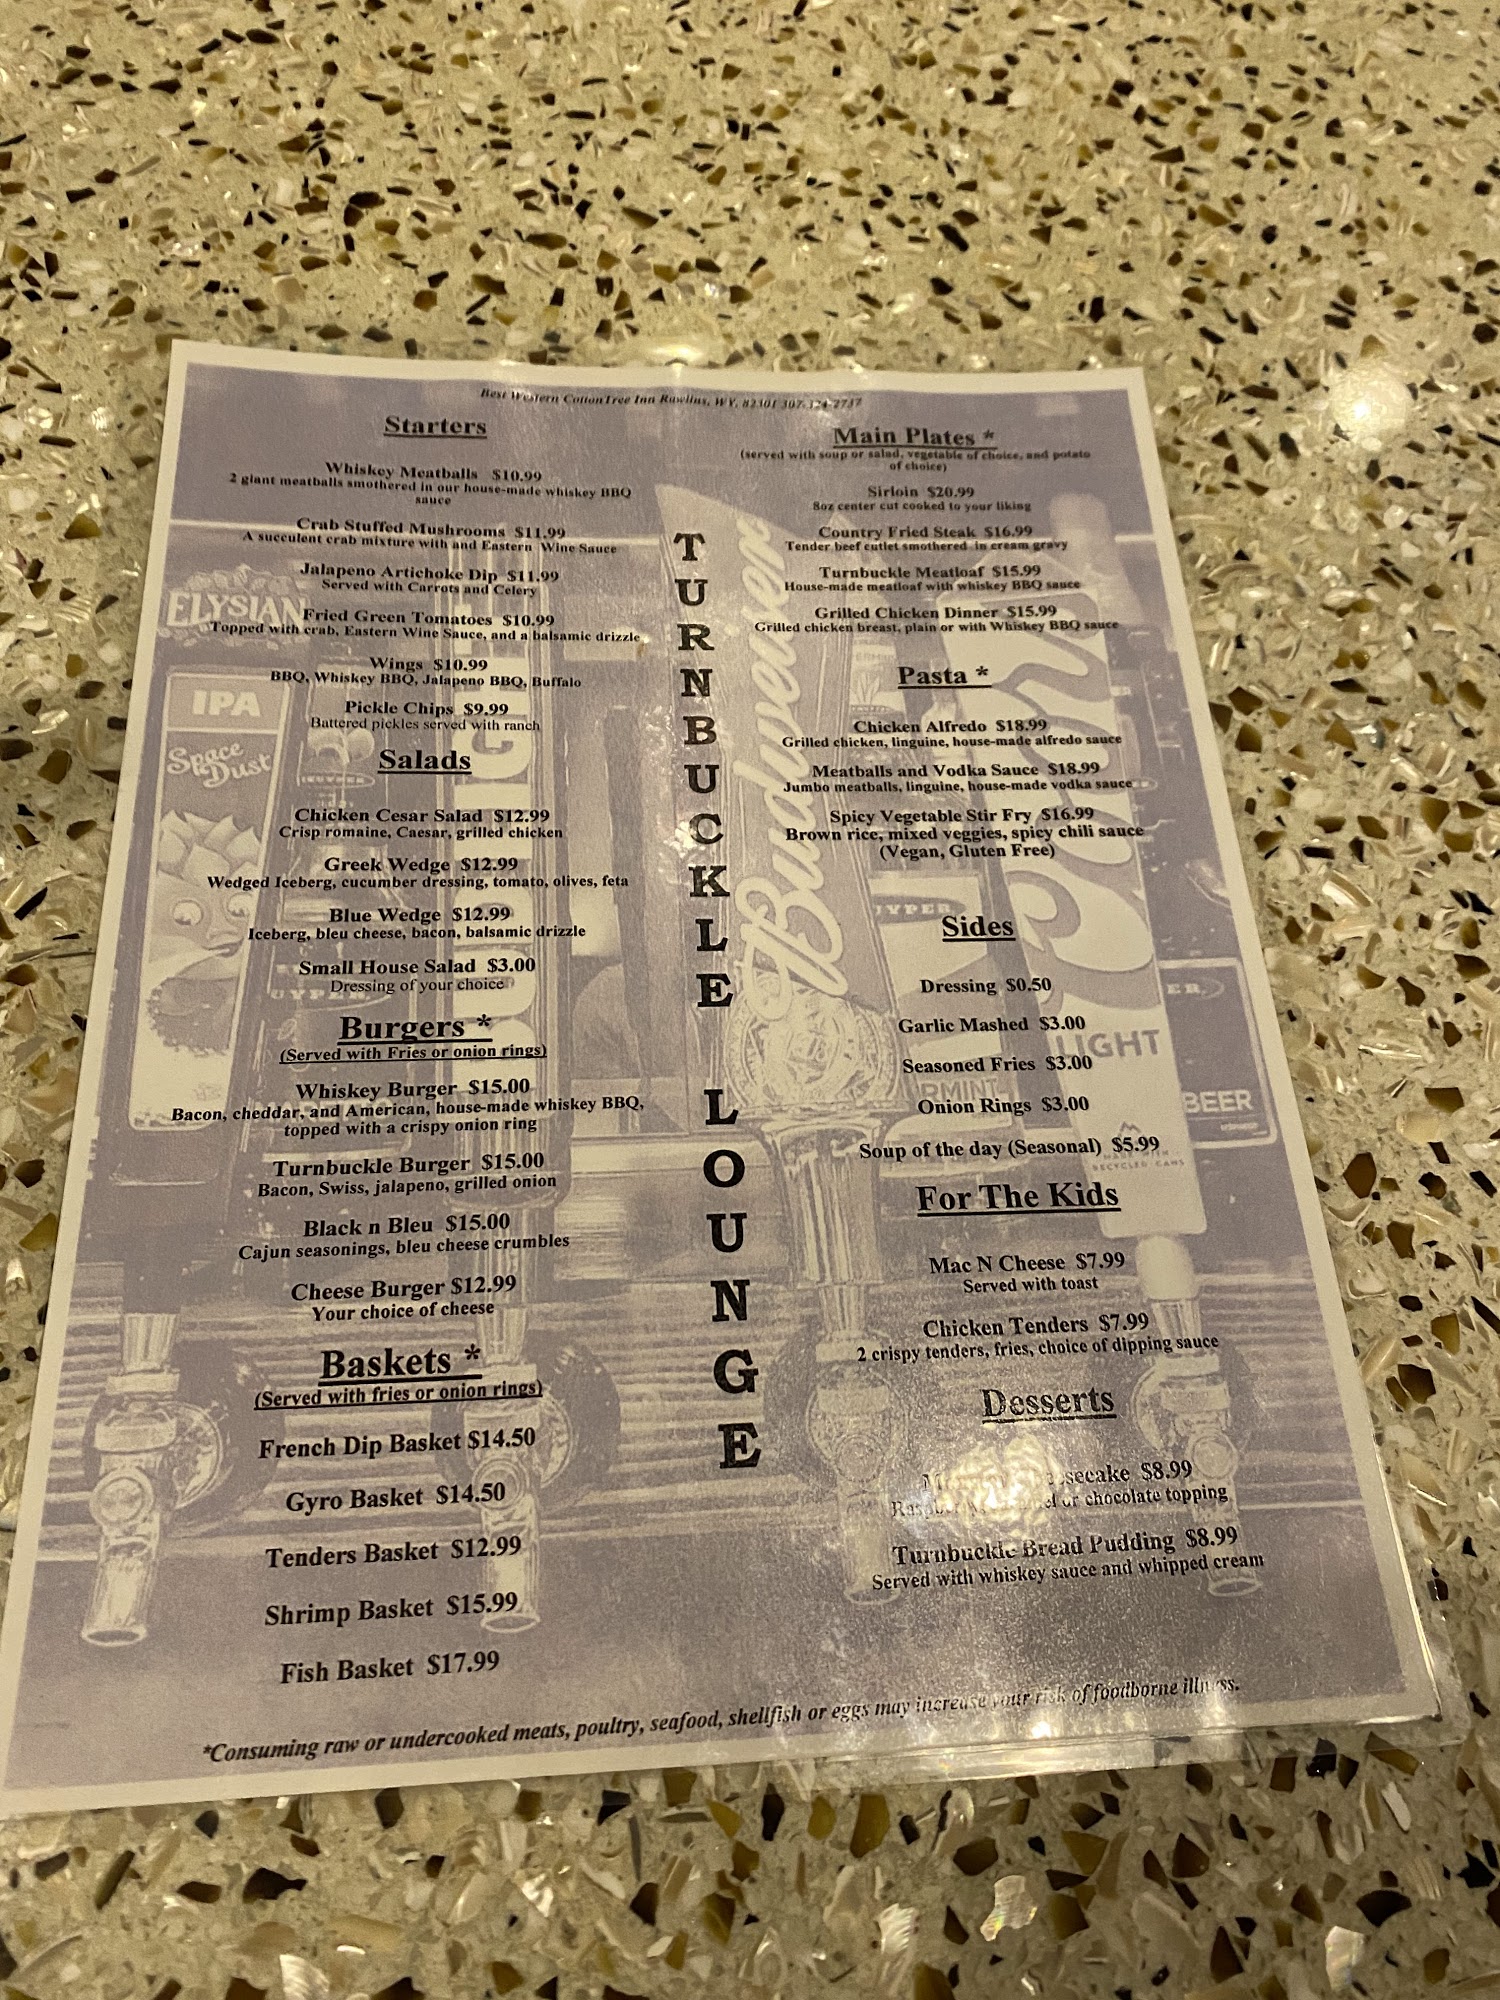 Best Western CottonTree Inn Rawlins, WY. 82301 307-324-2737
Starters
Whiskey Meatballs $10.99
2 giant meatballs smothered in our house-made whiskey BBQ
sauce
Crab Stuffed Mushrooms $11.99
A succulent crab mixture with and Eastern Wine Sauce
Jalapeno Artichoke Dip $11.99
Served with Carrots and Celery
Fried Green Tomatoes $10.99
Topped with crab, Eastern Wine Sauce, and a balsamic drizzle
Wings $10.99
BBQ, Whiskey BBQ, Jalapeno BBQ, Buffalo
Pickle Chips $9.99
Battered pickles served with ranch
Salads
Chicken Cesar Salad $12.99
Crisp romaine, Caesar, grilled chicken
Greek Wedge $12.99
Wedged Iceberg, cucumber dressing, tomato, olives, feta
Blue Wedge $12.99
Iceberg, bleu cheese, bacon, balsamic drizzle
Small House Salad $3.00
Dressing of your choice
Burgers *
(Served with Fries or onion rings)
Whiskey Burger $15.00
Bacon, cheddar, and American, house-made whiskey BBQ,
topped with a crispy onion ring
Turnbuckle Burger $15.00
Bacon, Swiss, jalapeno, grilled onion
Black n Bleu $15.00
Cajun seasonings, bleu cheese crumbles
Cheese Burger $12.99
Your choice of cheese
Baskets *
(Served with fries or onion rings)
French Dip Basket $14.50
Gyro Basket $14.50
Tenders Basket $12.99
Shrimp Basket $15.99
Fish Basket $17.99
TURNBUCKLE LOUNGE
Main Plates *
(served with soup or salad, vegetable of choice, and potato
of choice)
Sirloin $20.99
8oz center cut cooked to your liking
Country Fried Steak $16.99
Tender beef cutlet smothered in cream gravy
Turnbuckle Meatloaf $15.99
House-made meatloaf with whiskey BBQ sauce
Grilled Chicken Dinner $15.99
Grilled chicken breast, plain or with Whiskey BBQ sauce
Pasta *
Chicken Alfredo $18.99
Grilled chicken, linguine, house-made alfredo sauce
Meatballs and Vodka Sauce $18.99
Jumbo meatballs, linguine, house-made vodka sauce
Spicy Vegetable Stir Fry $16.99
Brown rice, mixed veggies, spicy chili sauce
(Vegan, Gluten Free)
Sides
Dressing $0.50
Garlic Mashed $3.00
Seasoned Fries $3.00
Onion Rings $3.00
Soup of the day (Seasonal) $5.99
For The Kids
Mac N Cheese $7.99
Served with toast
Chicken Tenders $7.99
2 crispy tenders, fries, choice of dipping sauce
Desserts
$8.99
or chocolate topping
Turnbuckle Bread Pudding $8.99
Served with whiskey sauce and whipped cream
*Consuming raw or undercooked meats, poultry, seafood, shellfish or eggs may increase your risk of foodborne illness.
ELYSIAN
IPA
Space Dust
Budweiser
LIGHT
BEER